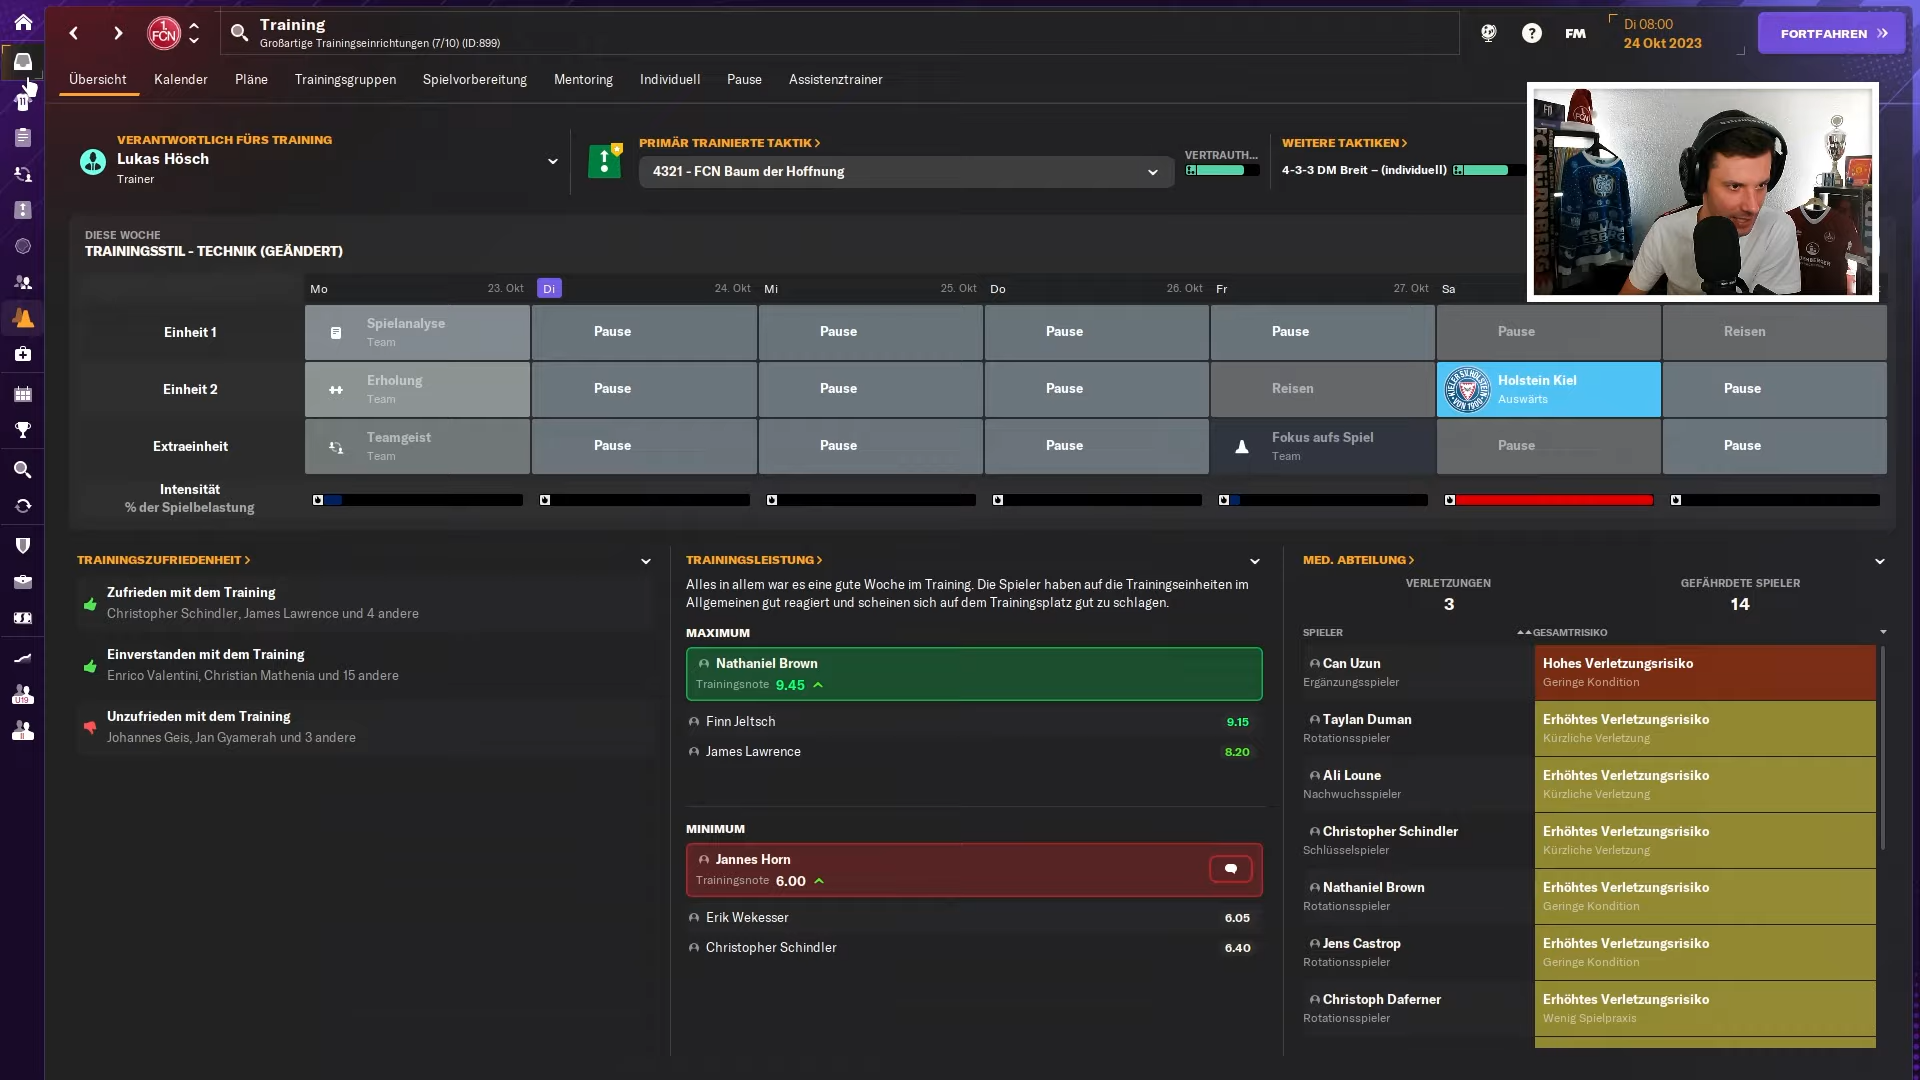 Training
Großartige Trainingseinrichtungen (7/10) (ID:899)
FM
Di 08:00
24 Okt 2023
FORTFAHREN
Übersicht
Kalender
Pläne
Trainingsgruppen
Spielvorbereitung
Mentoring
Individuell
Pause
Assistenztrainer
VERANTWORTLICH FÜRS TRAINING
Lukas Hösch
Trainer
PRIMÄR TRAINIERTE TAKTIK
4321 - FCN Baum der Hoffnung
VERTRAUTH...
WEITERE TAKTIKEN
4-3-3 DM Breit – (individuell)
DIESE WOCHE
TRAININGSSTIL - TECHNIK (GEÄNDERT)
Mo 23. Okt Di 24. Okt Mi 25. Okt Do 26. Okt Fr 27. Okt Sa
Einheit 1
Spielanalyse
Team
Pause
Pause
Pause
Pause
Pause
Reisen
Einheit 2
Erholung
Team
Pause
Pause
Pause
Reisen
Holstein Kiel
Auswärts
Pause
Extraeinheit
Teamgeist
Team
Pause
Pause
Pause
Fokus aufs Spiel
Team
Pause
Pause
Intensität
% der Spielbelastung
TRAININGSZUFRIEDENHEIT
Zufrieden mit dem Training
Christopher Schindler, James Lawrence und 4 andere
Einverstanden mit dem Training
Enrico Valentini, Christian Mathenia und 15 andere
Unzufrieden mit dem Training
Johannes Geis, Jan Gyamerah und 3 andere
TRAININGSLEISTUNG
Alles in allem war es eine gute Woche im Training. Die Spieler haben auf die Trainingseinheiten im
Allgemeinen gut reagiert und scheinen sich auf dem Trainingsplatz gut zu schlagen.
MAXIMUM
Nathaniel Brown
Trainingsnote 9.45
Finn Jeltsch 9.15
James Lawrence 8.20
MINIMUM
Jannes Horn
Trainingsnote 6.00
Erik Wekesser 6.05
Christopher Schindler 6.40
MED. ABTEILUNG
VERLETZUNGEN
3
GEFÄHRDETE SPIELER
14
SPIELER GESAMTRISIKO
Can Uzun
Ergänzungsspieler
Hohes Verletzungsrisiko
Geringe Kondition
Taylan Duman
Rotationsspieler
Erhöhtes Verletzungsrisiko
Kürzliche Verletzung
Ali Loune
Nachwuchsspieler
Erhöhtes Verletzungsrisiko
Kürzliche Verletzung
Christopher Schindler
Schlüsselspieler
Erhöhtes Verletzungsrisiko
Kürzliche Verletzung
Nathaniel Brown
Rotationsspieler
Erhöhtes Verletzungsrisiko
Geringe Kondition
Jens Castrop
Rotationsspieler
Erhöhtes Verletzungsrisiko
Geringe Kondition
Christoph Daferner
Rotationsspieler
Erhöhtes Verletzungsrisiko
Wenig Spielpraxis